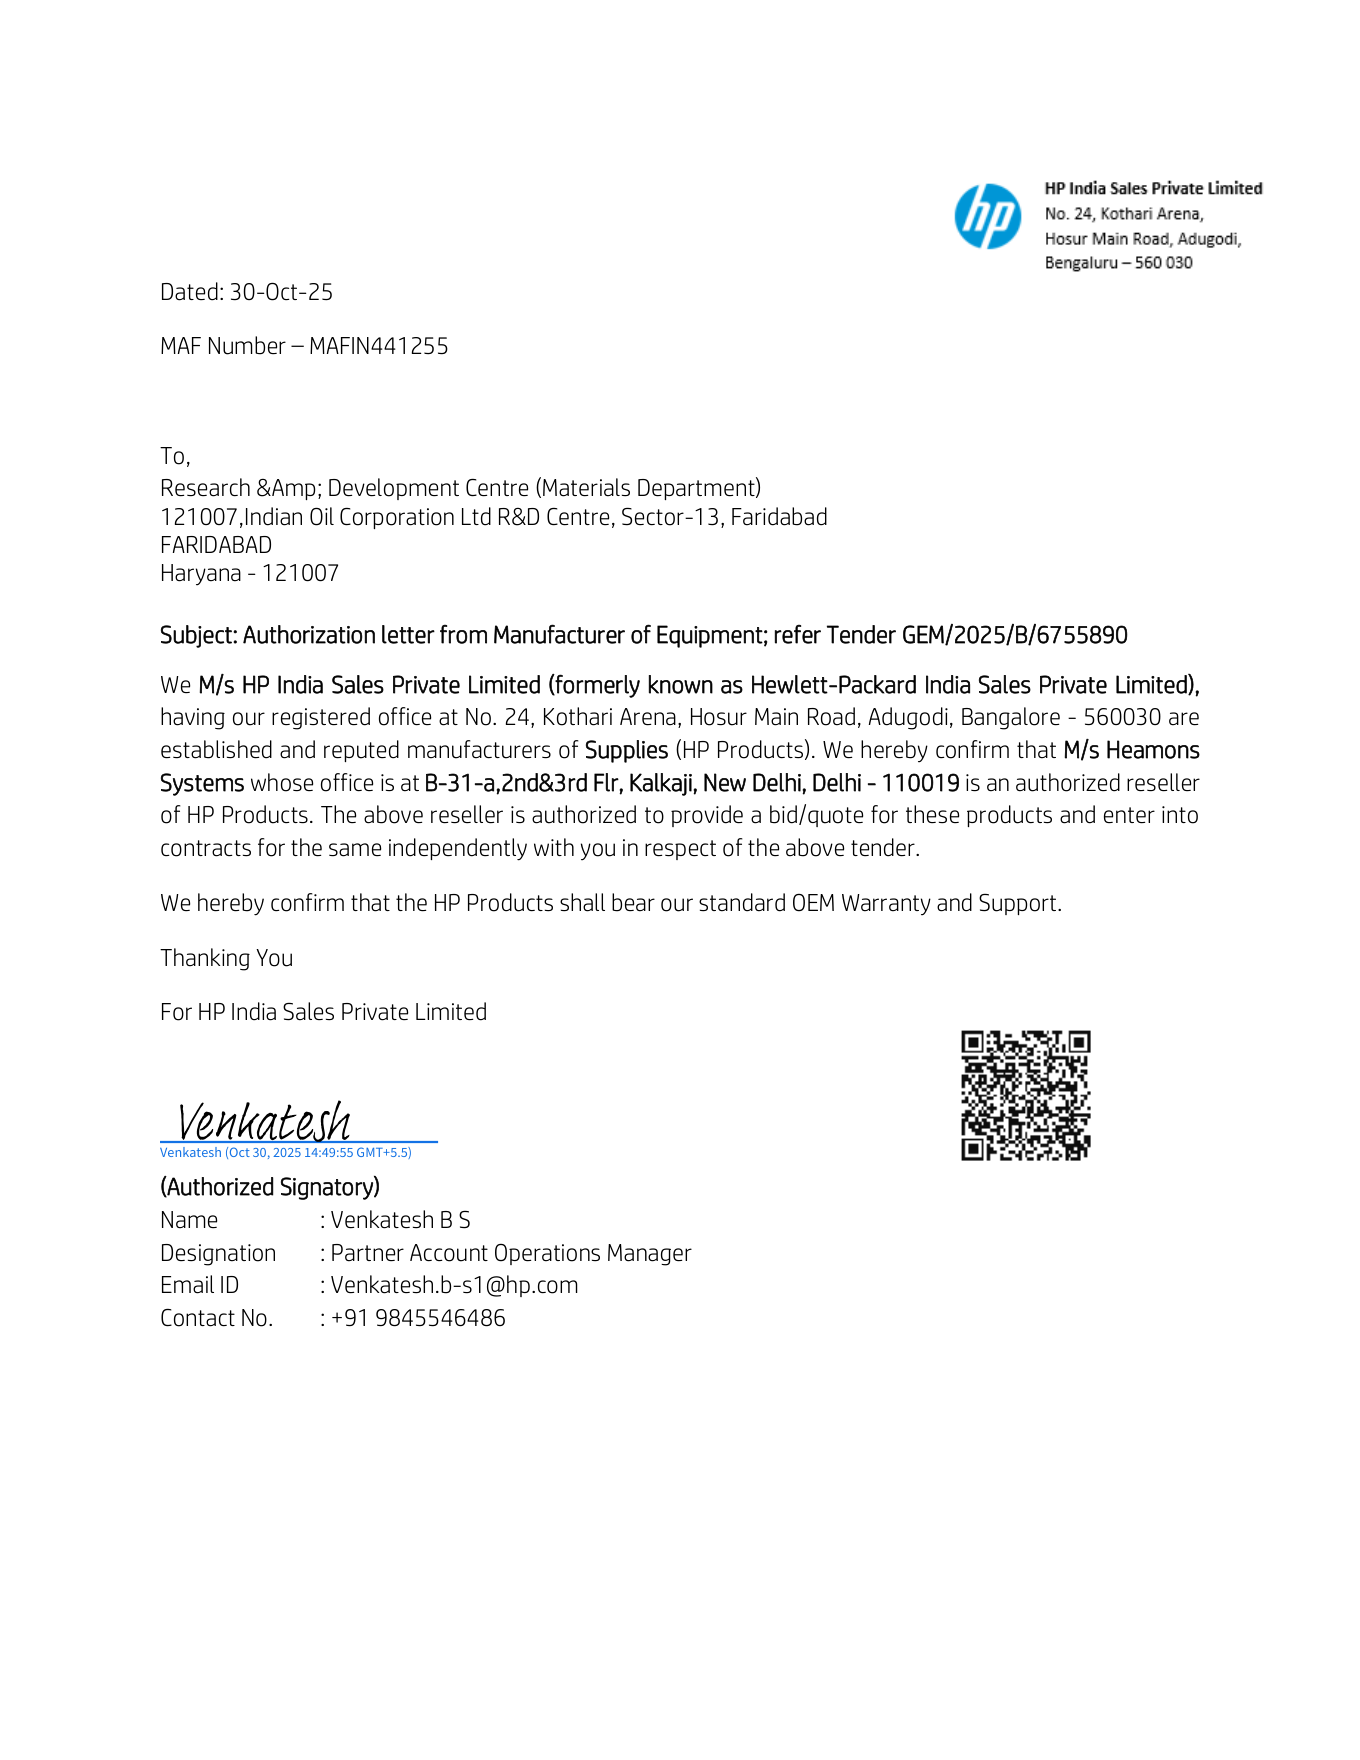 hp
HP India Sales Private Limited
No. 24, Kothari Arena,
Hosur Main Road, Adugodi,
Bengaluru – 560 030
Dated: 30-Oct-25
MAF Number – MAFIN441255
To,
Research &Amp; Development Centre (Materials Department)
121007,Indian Oil Corporation Ltd R&D Centre, Sector-13, Faridabad
FARIDABAD
Haryana - 121007
Subject: Authorization letter from Manufacturer of Equipment; refer Tender GEM/2025/B/6755890
We M/s HP India Sales Private Limited (formerly known as Hewlett-Packard India Sales Private Limited),
having our registered office at No. 24, Kothari Arena, Hosur Main Road, Adugodi, Bangalore - 560030 are
established and reputed manufacturers of Supplies (HP Products). We hereby confirm that M/s Heamons
Systems whose office is at B-31-a,2nd&3rd Flr, Kalkaji, New Delhi, Delhi - 110019 is an authorized reseller
of HP Products. The above reseller is authorized to provide a bid/quote for these products and enter into
contracts for the same independently with you in respect of the above tender.
We hereby confirm that the HP Products shall bear our standard OEM Warranty and Support.
Thanking You
For HP India Sales Private Limited
Venkatesh
Venkatesh (Oct 30, 2025 14:49:55 GMT+5.5)
(Authorized Signatory)
Name : Venkatesh B S
Designation : Partner Account Operations Manager
Email ID : Venkatesh.b-s1@hp.com
Contact No. : +91 9845546486